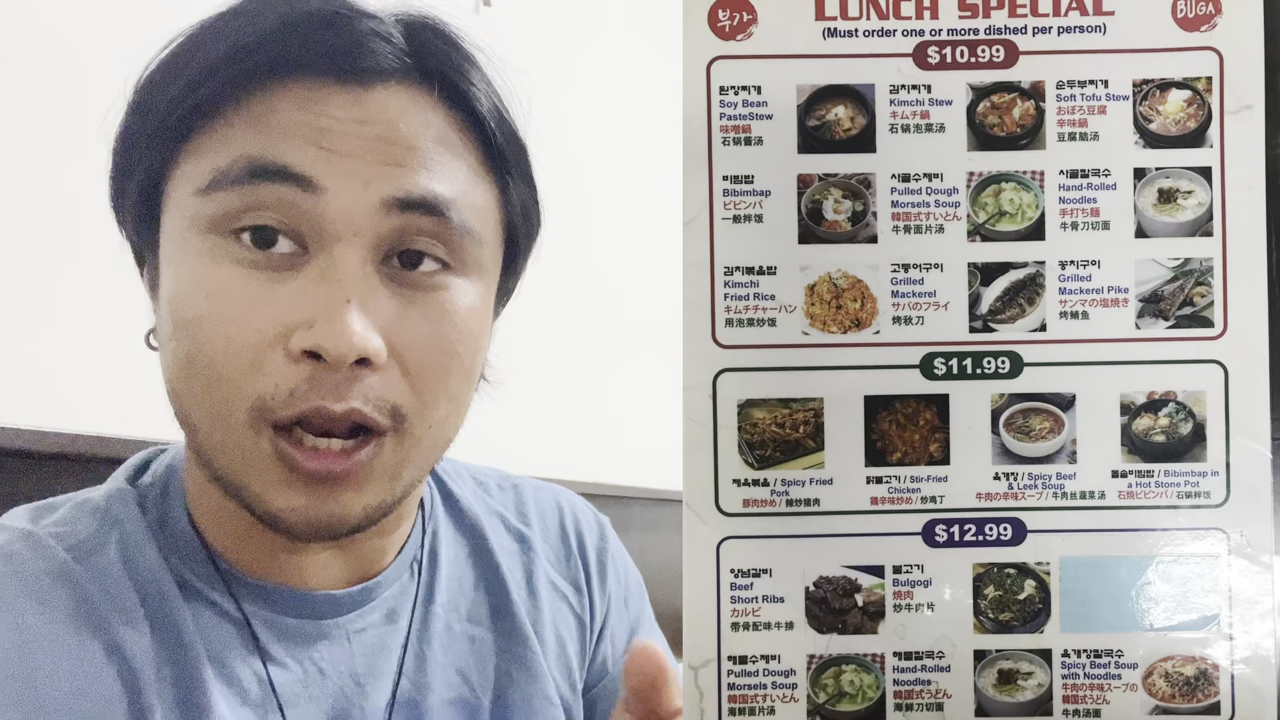 부가
LUNCH SPECIAL
BUGA
(Must order one or more dished per person)
$10.99
된장찌개
Soy Bean
PasteStew
味噌鍋
石锅酱汤
김치찌개
Kimchi Stew
キムチ鍋
石锅泡菜汤
순두부찌개
Soft Tofu Stew
おぼろ豆腐
辛味鍋
豆腐脑汤
비빔밥
Bibimbap
ビビンバ
一般拌饭
사골수제비
Pulled Dough
Morsels Soup
韓国式すいとん
牛骨面片汤
사골칼국수
Hand-Rolled
Noodles
手打ち麺
牛骨刀切面
김치볶음밥
Kimchi
Fried Rice
キムチチャーハン
用泡菜炒饭
고등어구이
Grilled
Mackerel
サバのフライ
烤秋刀
꽁치구이
Grilled
Mackerel Pike
サンマの塩焼き
烤鲭鱼
$11.99
제육볶음 / Spicy Fried
Pork
豚肉炒め / 辣炒猪肉
닭불고기 / Stir-Fried
Chicken
鶏辛味炒め / 炒鸡丁
육개장 / Spicy Beef
& Leek Soup
牛肉の辛味スープ / 牛肉丝蔬菜汤
돌솥비빔밥 / Bibimbap in
a Hot Stone Pot
石焼ビビンバ / 石锅拌饭
$12.99
양념갈비
Beef
Short Ribs
カルビ
带骨配味牛排
불고기
Bulgogi
焼肉
炒牛肉片
해물수제비
Pulled Dough
Morsels Soup
韓国式すいとん
海鲜面片汤
해물칼국수
Hand-Rolled
Noodles
韓国式うどん
海鲜刀切面
육개장칼국수
Spicy Beef Soup
with Noodles
牛肉の辛味スープの
韓国式うどん
牛肉汤面